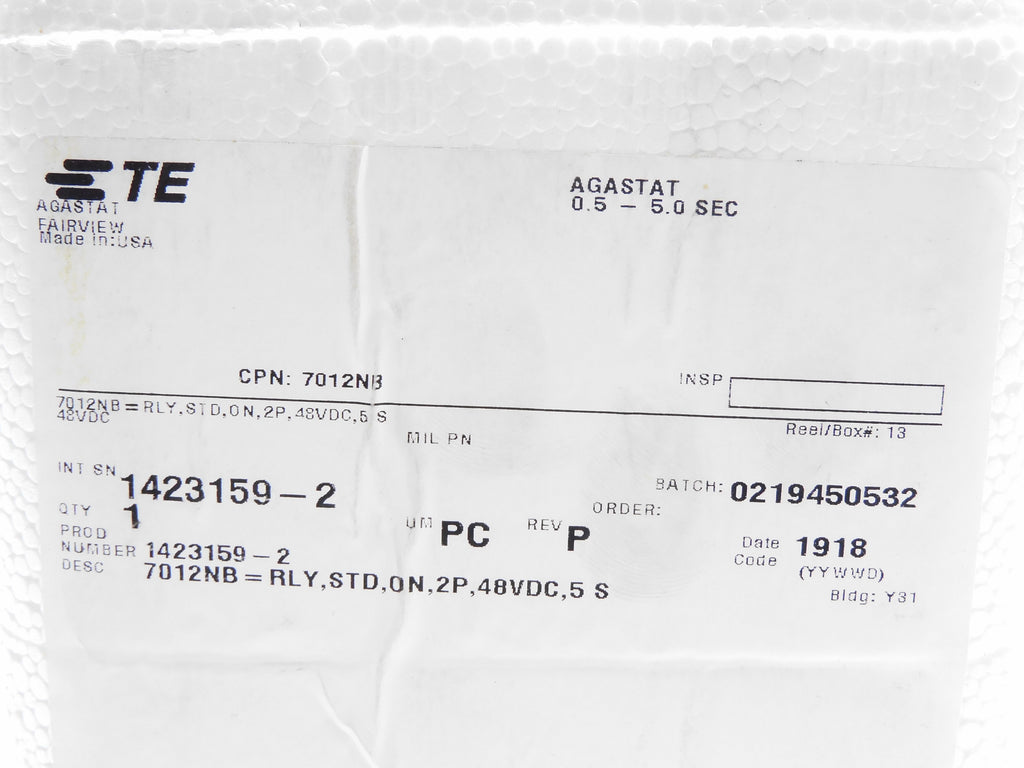 TE
AGASTAT
FAIRVIEW
Made in:USA
AGASTAT
0.5 - 5.0 SEC
CPN: 7012NB
INSP
7012NB=RLY,STD,ON,2P,48VDC,5 S
48VDC
Reel/Box#: 13
MIL PN
INT SN 1423159-2
BATCH: 0219450532
QTY 1
UM PC
REV P
ORDER:
PROD
NUMBER 1423159-2
Date
Code 1918
(YYWWD)
DESC 7012NB=RLY,STD,ON,2P,48VDC,5 S
Bldg: Y31